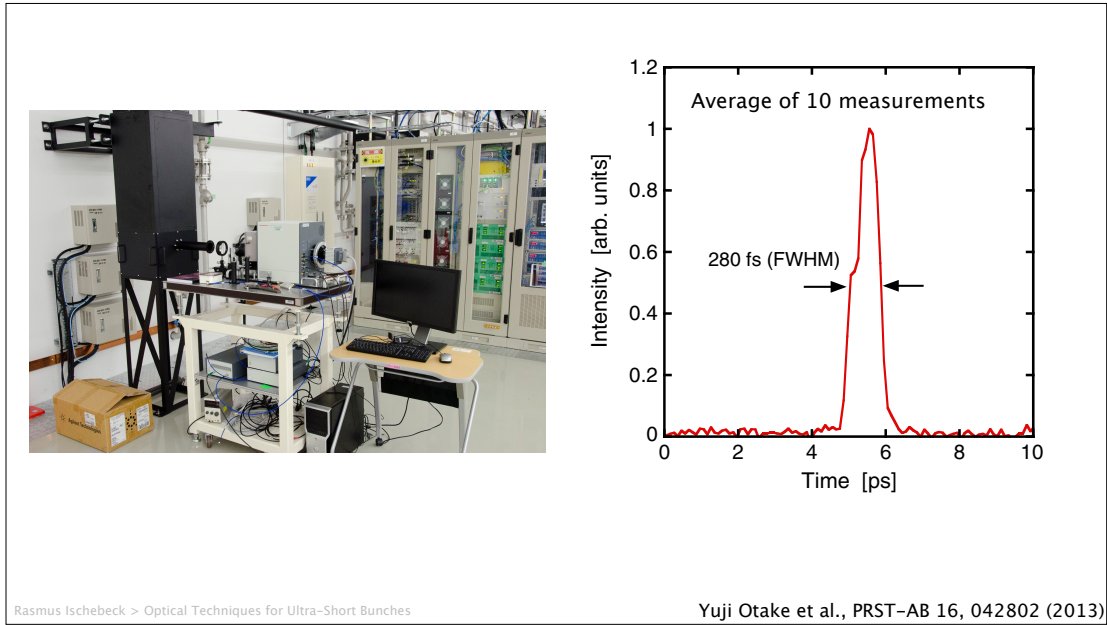 1.2
Average of 10 measurements
1
0.8
0.6
280 fs (FWHM)
0.4
0.2
0
Intensity [arb. units]
0 2 4 6 8 10
Time [ps]
Agilent Technologies
Rasmus Ischebeck > Optical Techniques for Ultra-Short Bunches
Yuji Otake et al., PRST-AB 16, 042802 (2013)